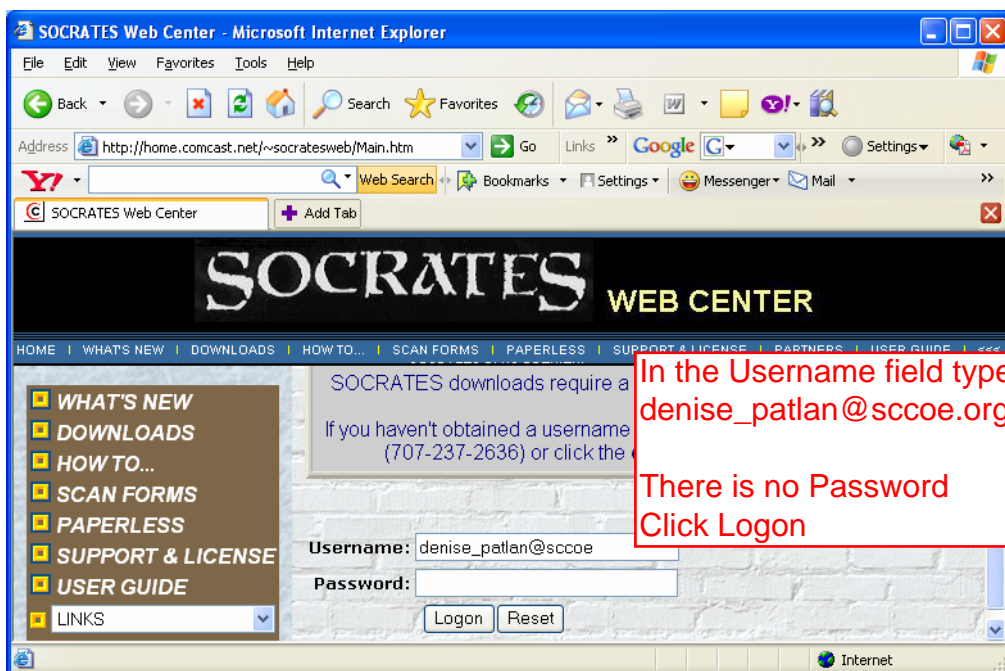 SOCRATES Web Center - Microsoft Internet Explorer
File Edit View Favorites Tools Help
Back Search Favorites
Address http://home.comcast.net/~socratesweb/Main.htm Go Links » Google G Settings
Y! Web Search Bookmarks Settings Messenger Mail »
SOCRATES Web Center Add Tab
SOCRATES WEB CENTER
HOME | WHAT'S NEW | DOWNLOADS | HOW TO... | SCAN FORMS | PAPERLESS | SUPPORT & LICENSE | PARTNERS | USER GUIDE | <<<
WHAT'S NEW
DOWNLOADS
HOW TO...
SCAN FORMS
PAPERLESS
SUPPORT & LICENSE
USER GUIDE
LINKS
SOCRATES downloads require a
If you haven't obtained a username
(707-237-2636) or click the
In the Username field type
denise_patlan@sccoe.org
There is no Password
Click Logon
Username: denise_patlan@sccoe
Password:
Logon Reset
Internet